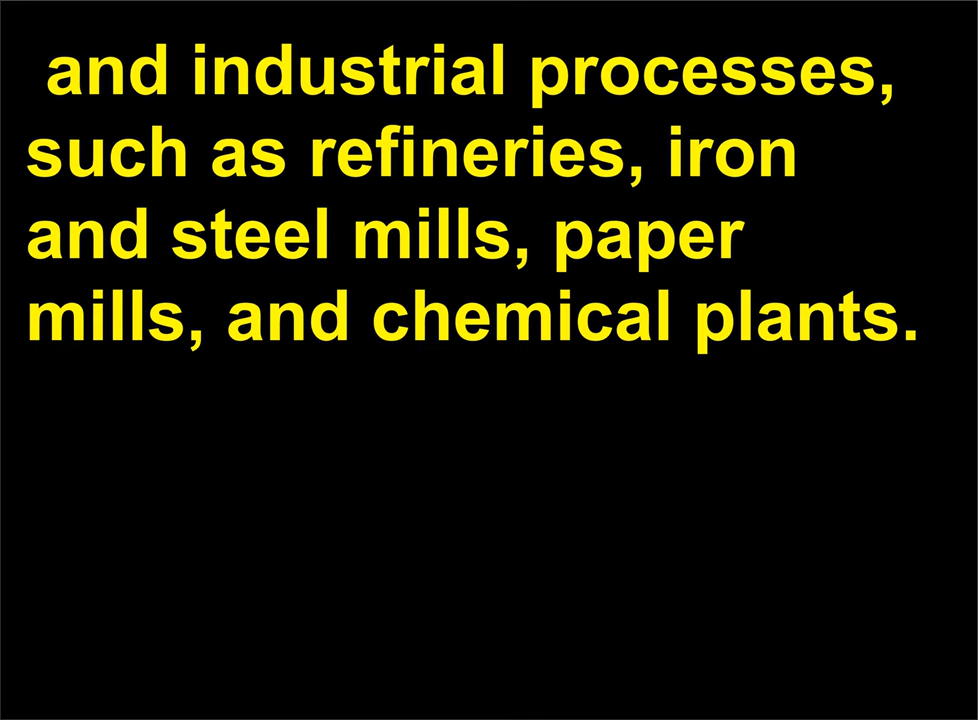 and industrial processes,
such as refineries, iron
and steel mills, paper
mills, and chemical plants.